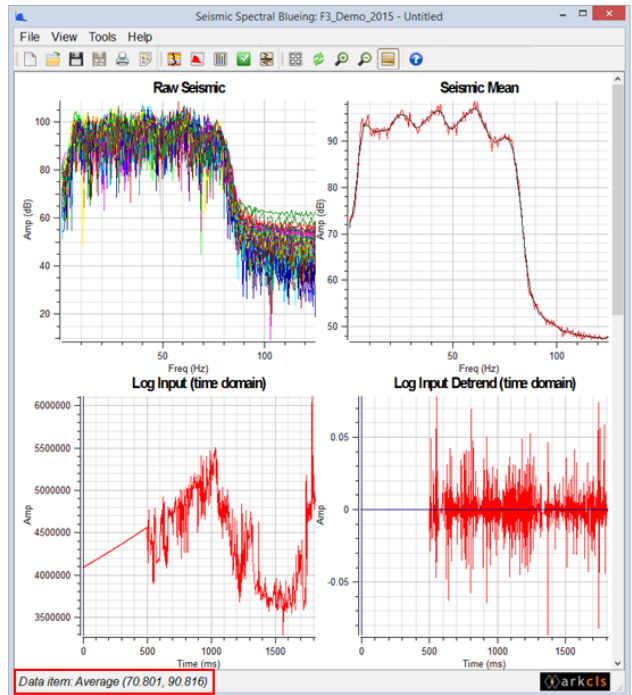 Seismic Spectral Blueing: F3_Demo_2015 - Untitled
File View Tools Help
Raw Seismic
Seismic Mean
100
80
60
40
20
Amp (dB)
50
100
Freq (Hz)
90
80
70
60
50
Amp (dB)
50
100
Freq (Hz)
Log Input (time domain)
Log Input Detrend (time domain)
6000000
5500000
5000000
4500000
4000000
3500000
Amp
0
500
1000
1500
Time (ms)
0.05
0
-0.05
Amp
0
500
1000
1500
Time (ms)
Data item: Average (70.801, 90.816)
arkcls